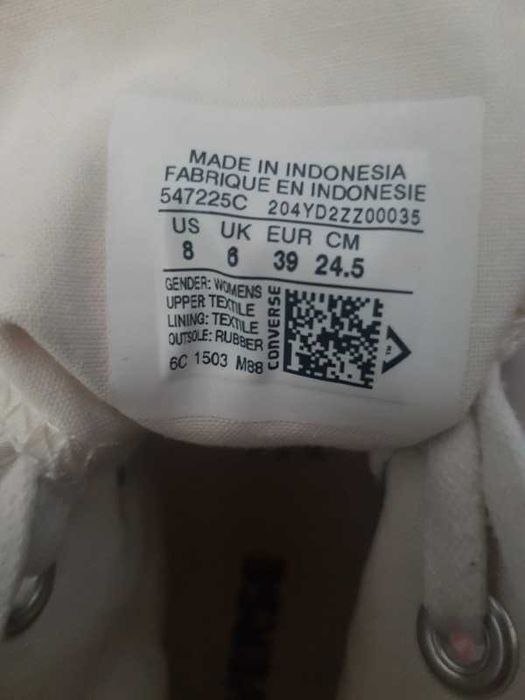 MADE IN INDONESIA
FABRIQUE EN INDONESIE
547225C 204YD2ZZ00035
US UK EUR CM
8 6 39 24.5
GENDER: WOMENS
UPPER TEXTILE
LINING: TEXTILE
OUTSOLE: RUBBER
6C 1503 M88
CONVERSE